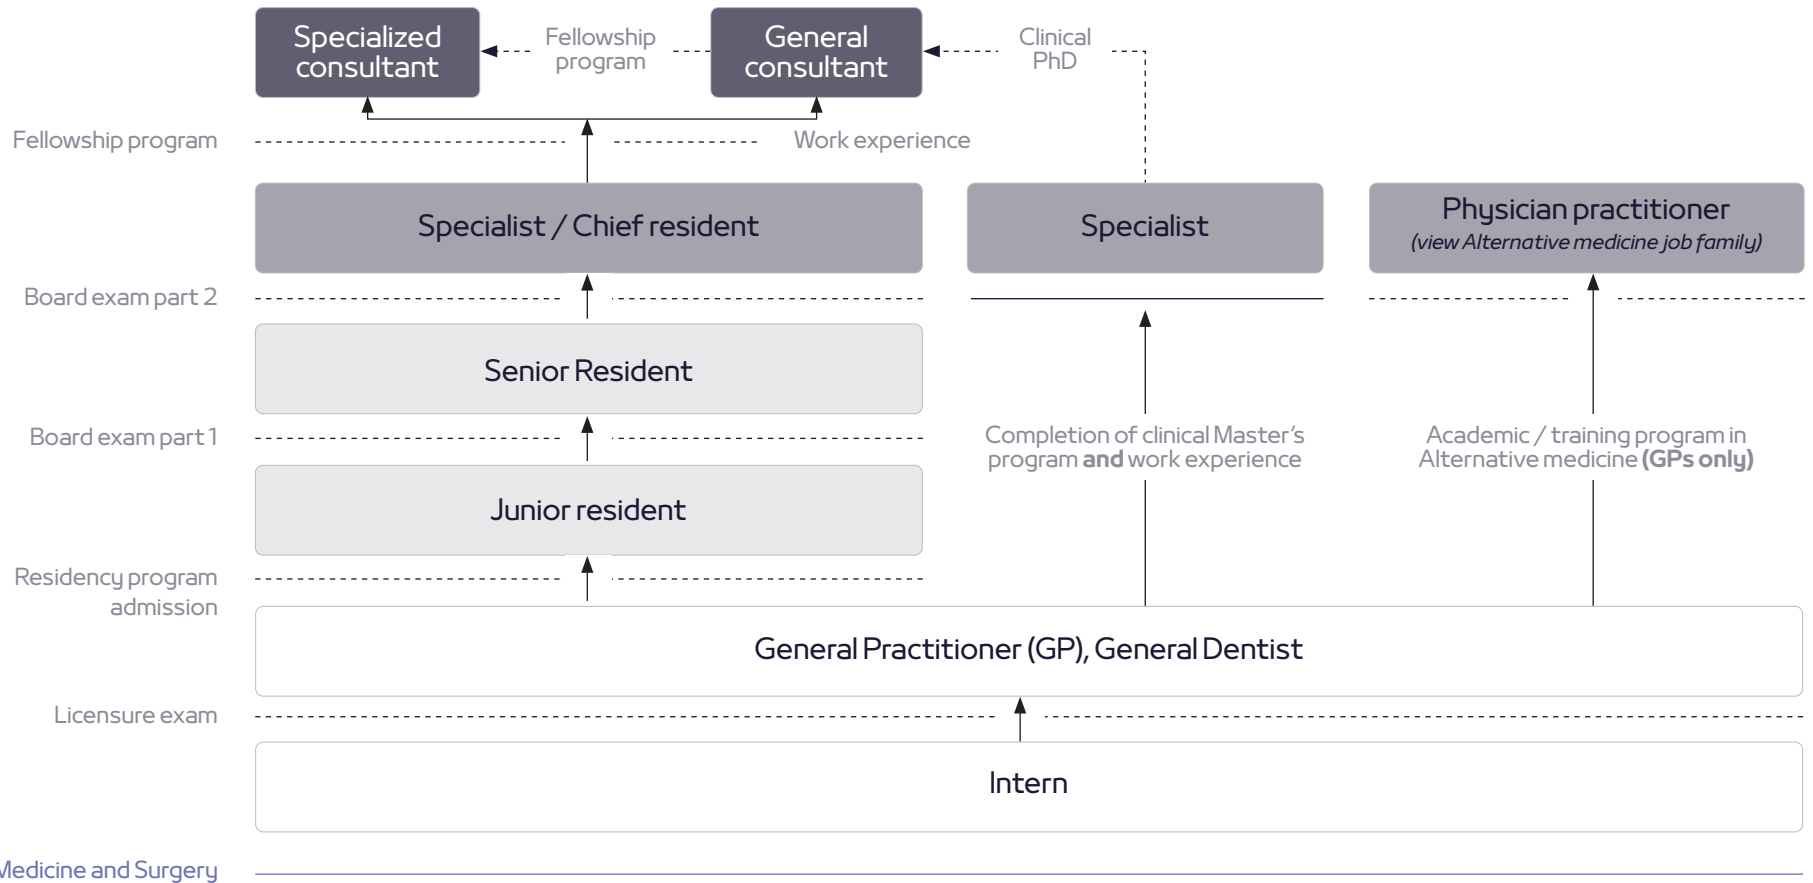 Specialized
consultant
Fellowship
program
General
consultant
Clinical
PhD
Fellowship program
Work experience
Specialist / Chief resident
Specialist
Physician practitioner
(view Alternative medicine job family)
Board exam part 2
Senior Resident
Board exam part 1
Completion of clinical Master's
program and work experience
Academic / training program in
Alternative medicine (GPs only)
Junior resident
Residency program
admission
General Practitioner (GP), General Dentist
Licensure exam
Intern
Medicine and Surgery